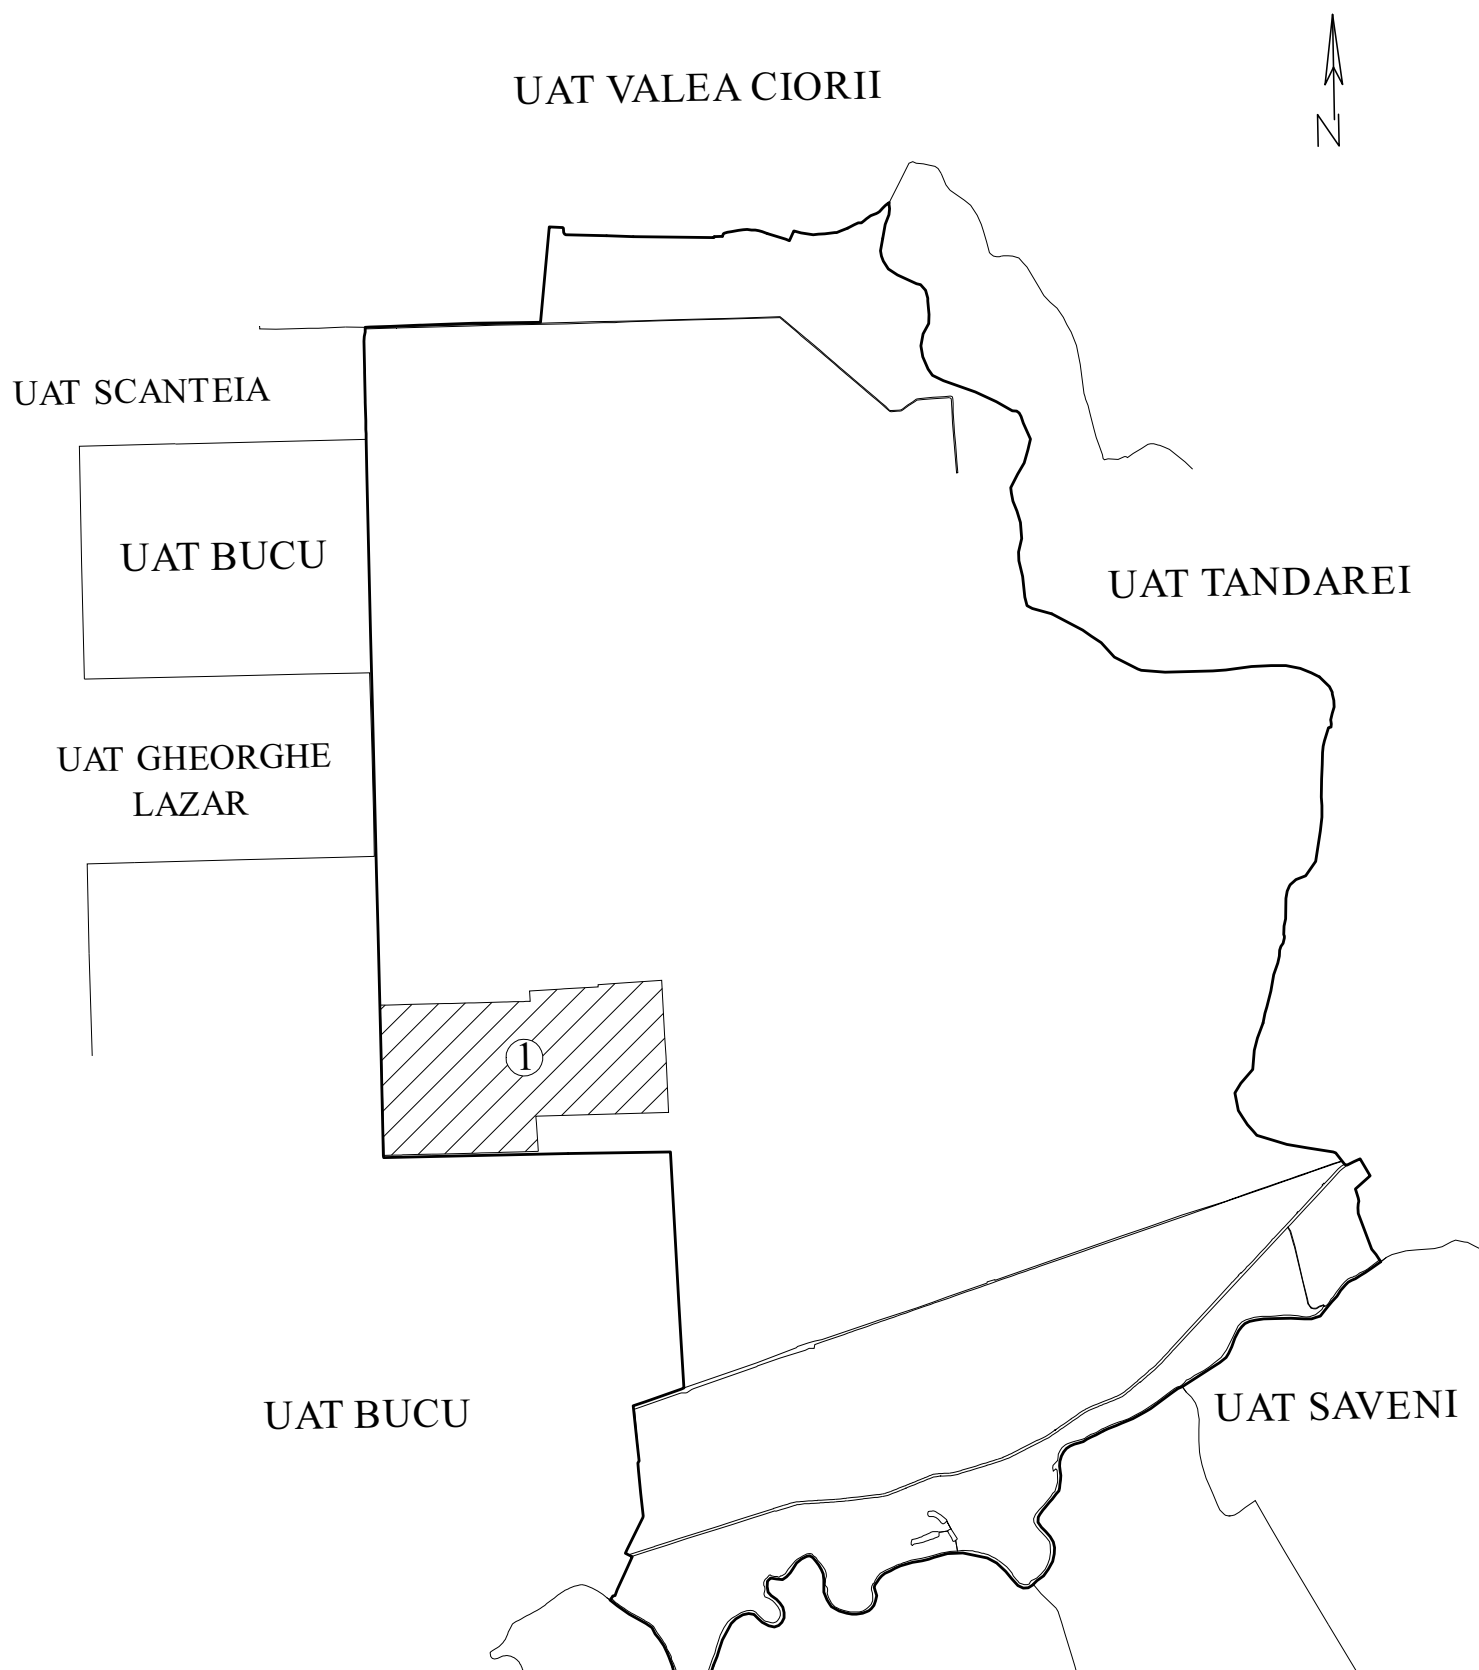 UAT VALEA CIORII
N
UAT SCANTEIA
UAT BUCU
UAT TANDAREI
UAT GHEORGHE
LAZAR
1
UAT BUCU
UAT SAVENI